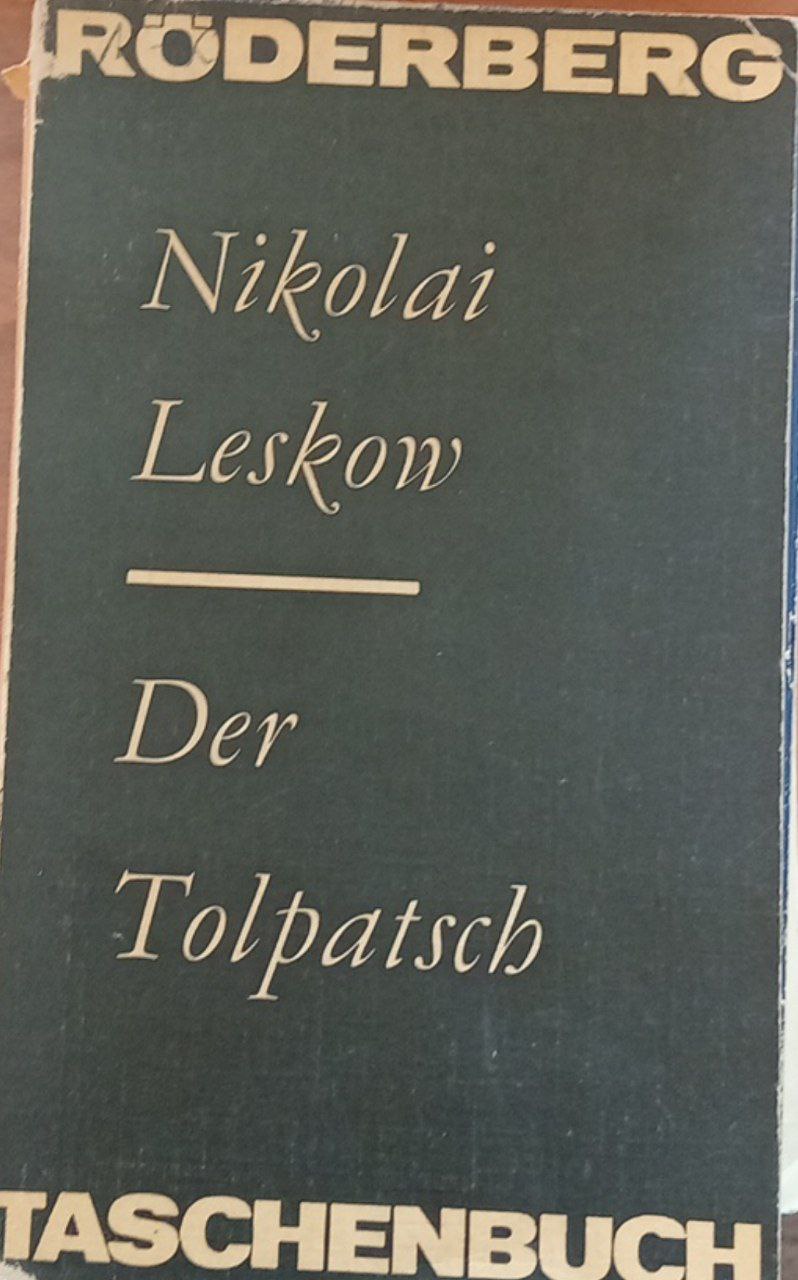 RÖDERBERG
Nikolai
Leskow
Der
Tolpatsch
TASCHENBUCH